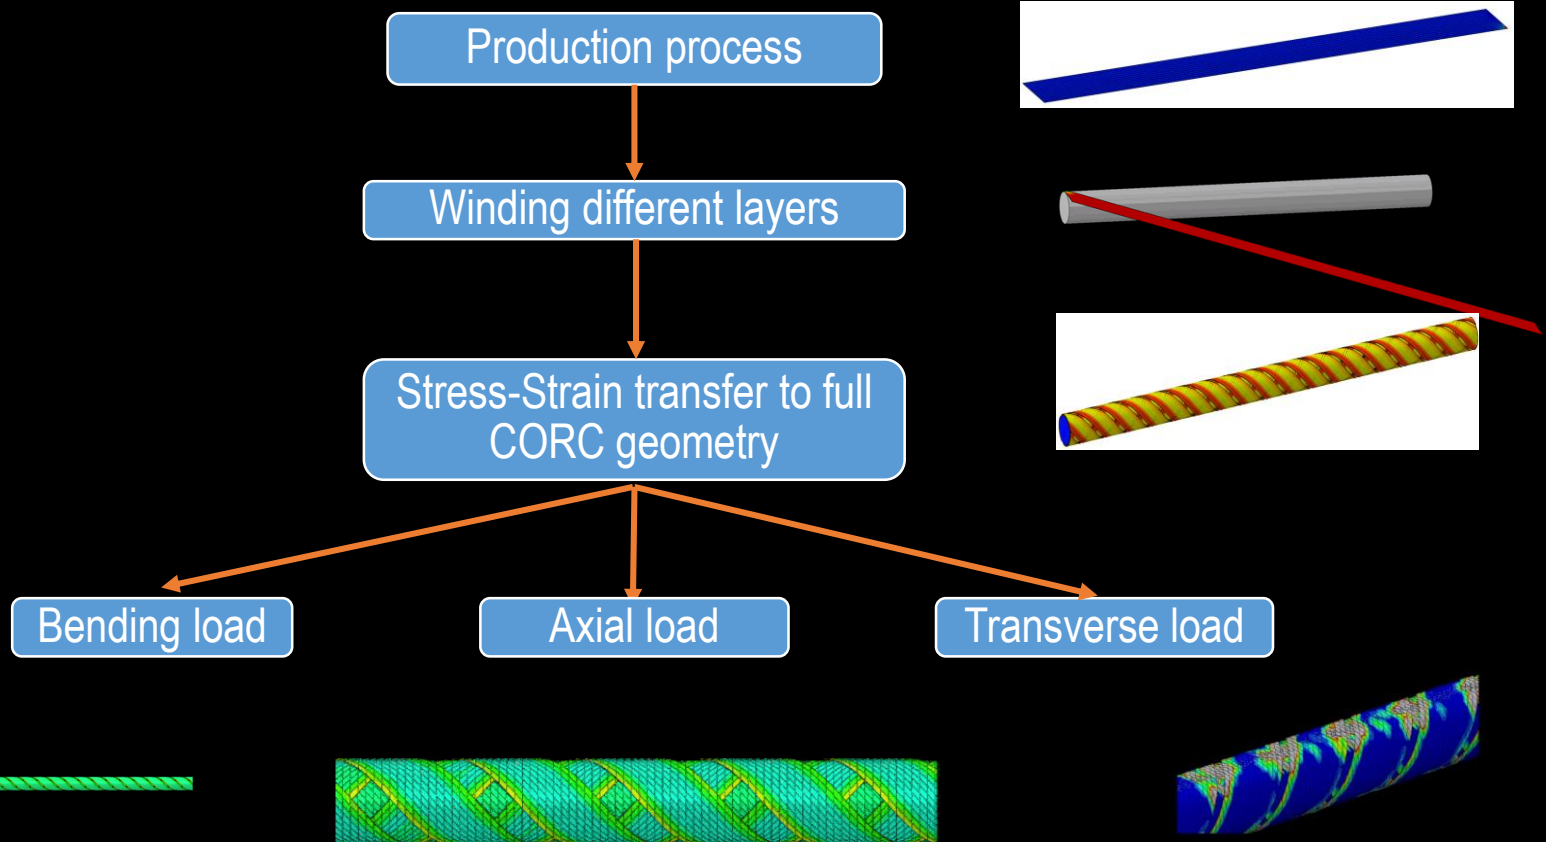 Production process
Winding different layers
Stress-Strain transfer to full
CORC geometry
Bending load
Axial load
Transverse load